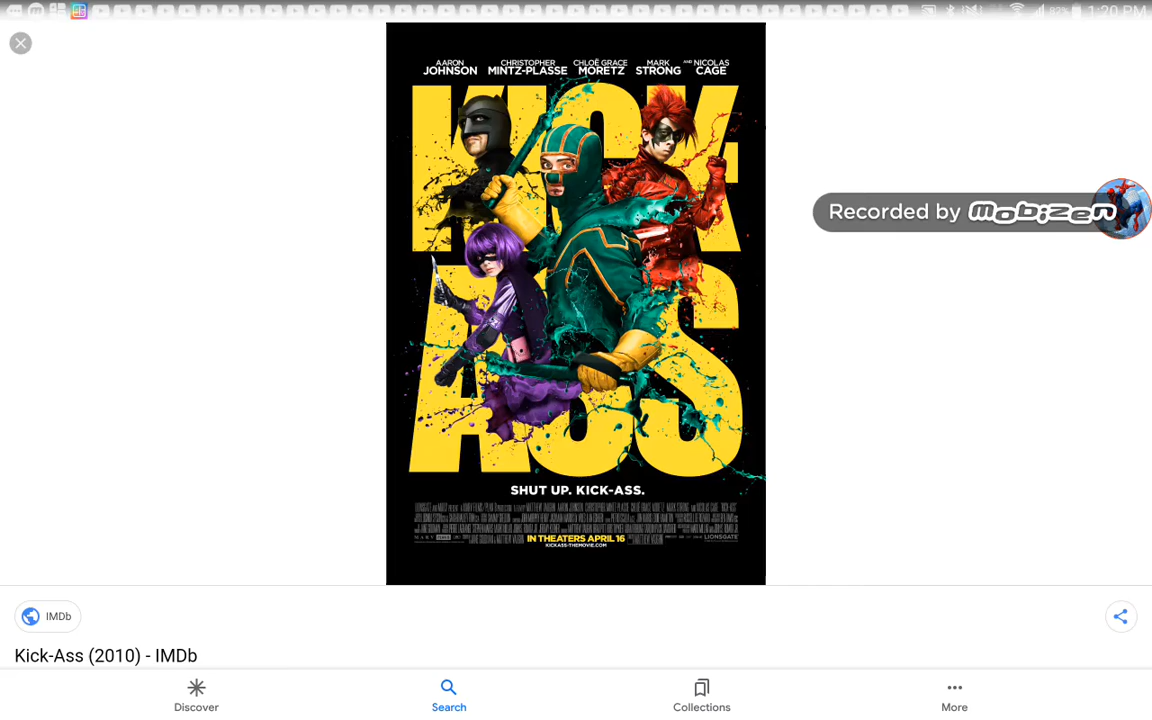 82% 1:20 PM
AARON JOHNSON CHRISTOPHER MINTZ-PLASSE CHLOË GRACE MORETZ MARK STRONG AND NICOLAS CAGE
KICK-
ASS
Recorded by mobizen
SHUT UP. KICK-ASS.
IN THEATERS APRIL 16
KICKASS-THEMOVIE.COM
LIONSGATE
IMDb
Kick-Ass (2010) - IMDb
Discover Search Collections More